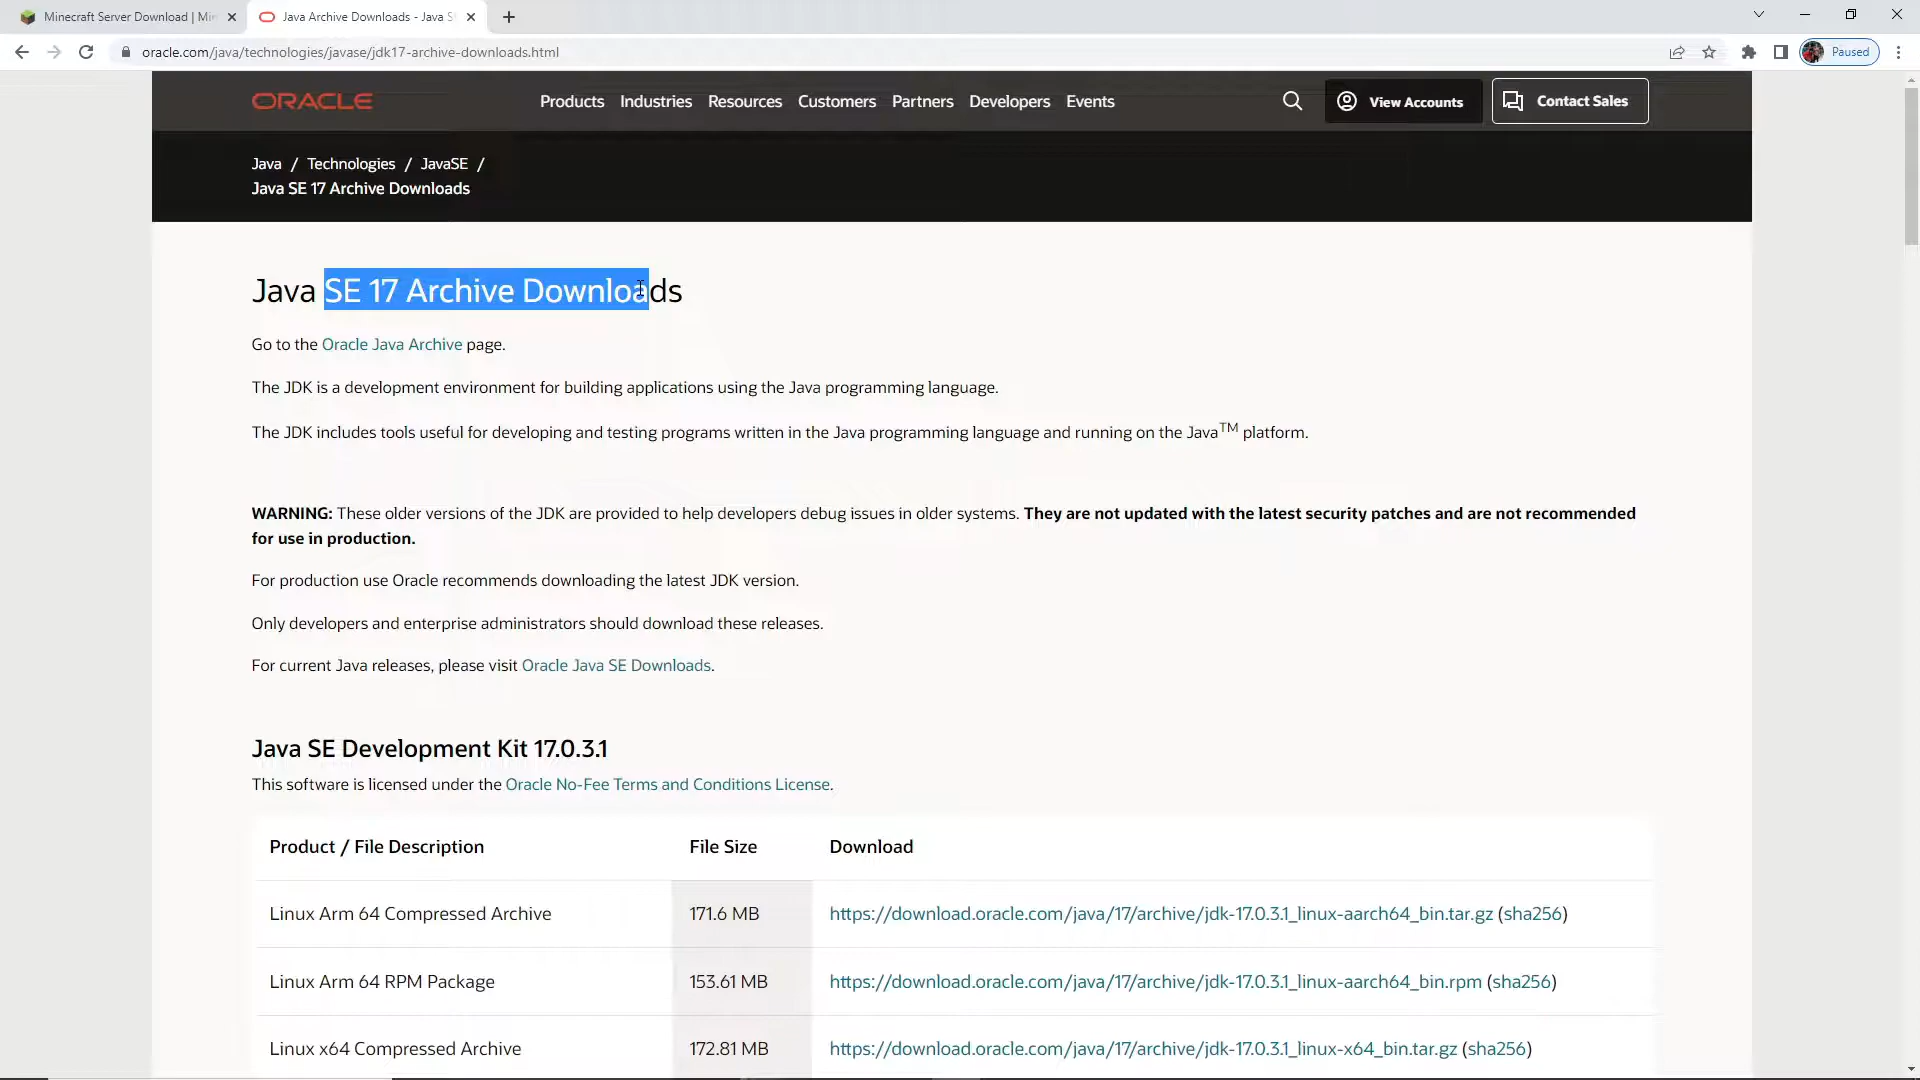 Minecraft Server Download | Min
Java Archive Downloads - Java S
oracle.com/java/technologies/javase/jdk17-archive-downloads.html
Paused
ORACLE
Products
Industries
Resources
Customers
Partners
Developers
Events
View Accounts
Contact Sales
Java / Technologies / JavaSE /
Java SE 17 Archive Downloads
Java SE 17 Archive Downloads
Go to the Oracle Java Archive page.
The JDK is a development environment for building applications using the Java programming language.
The JDK includes tools useful for developing and testing programs written in the Java programming language and running on the Java™ platform.
WARNING: These older versions of the JDK are provided to help developers debug issues in older systems. They are not updated with the latest security patches and are not recommended
for use in production.
For production use Oracle recommends downloading the latest JDK version.
Only developers and enterprise administrators should download these releases.
For current Java releases, please visit Oracle Java SE Downloads.
Java SE Development Kit 17.0.3.1
This software is licensed under the Oracle No-Fee Terms and Conditions License.
Product / File Description File Size Download
Linux Arm 64 Compressed Archive 171.6 MB https://download.oracle.com/java/17/archive/jdk-17.0.3.1_linux-aarch64_bin.tar.gz (sha256)
Linux Arm 64 RPM Package 153.61 MB https://download.oracle.com/java/17/archive/jdk-17.0.3.1_linux-aarch64_bin.rpm (sha256)
Linux x64 Compressed Archive 172.81 MB https://download.oracle.com/java/17/archive/jdk-17.0.3.1_linux-x64_bin.tar.gz (sha256)